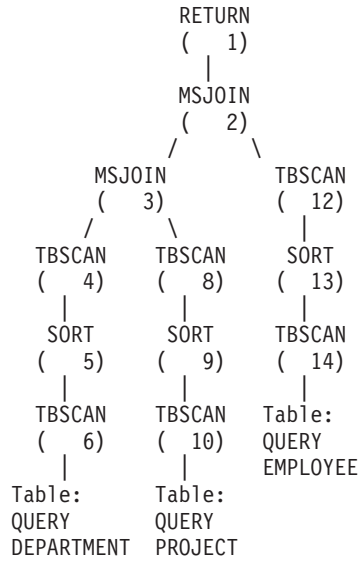 RETURN
( 1)
|
MSJOIN
( 2)
/ \
MSJOIN TBSCAN
( 3) ( 12)
/ \ |
TBSCAN TBSCAN SORT
( 4) ( 8) ( 13)
| | |
SORT SORT TBSCAN
( 5) ( 9) ( 14)
| | |
TBSCAN TBSCAN Table:
( 6) ( 10) QUERY
| | EMPLOYEE
Table: Table:
QUERY QUERY
DEPARTMENT PROJECT